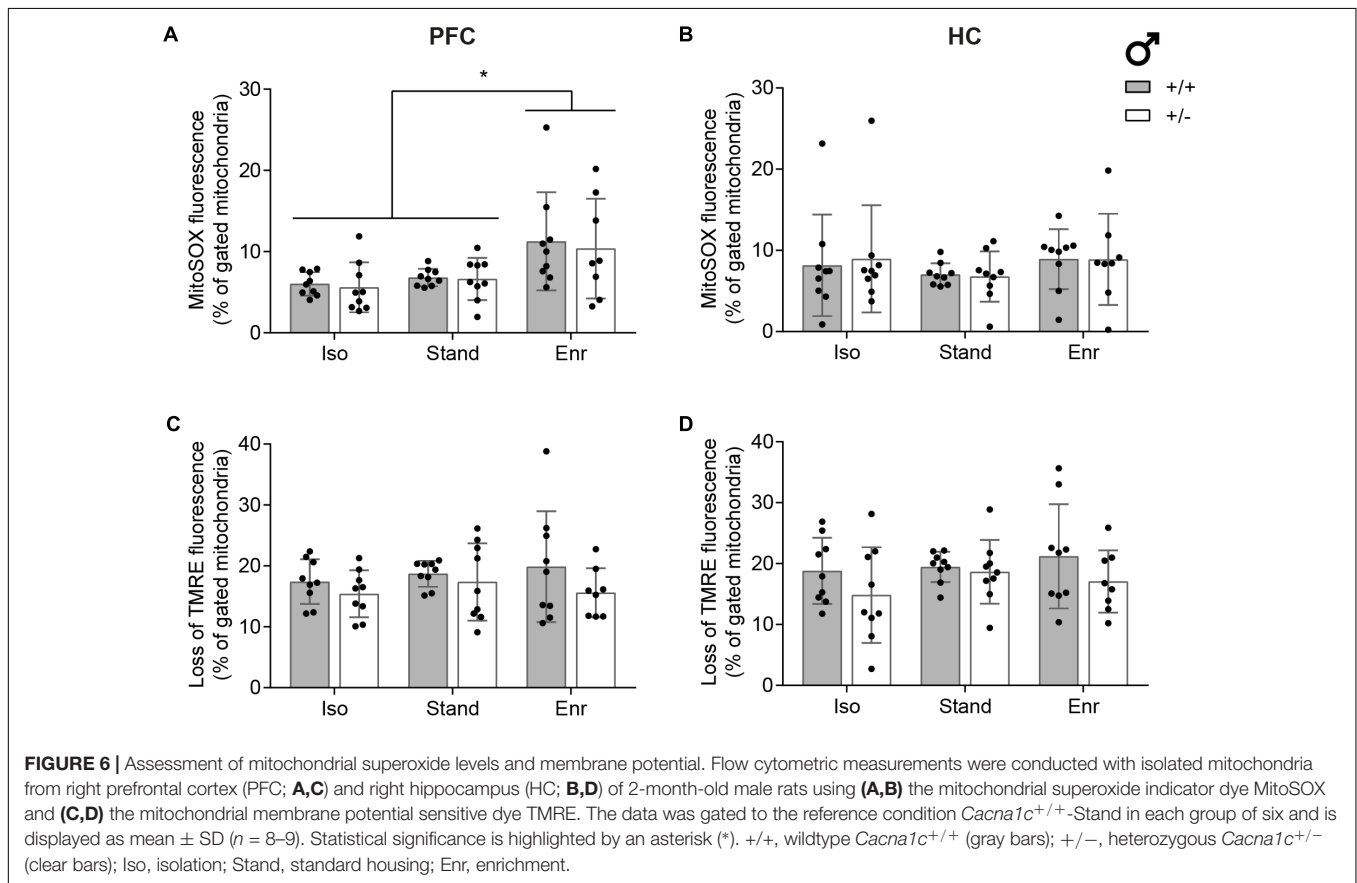 A
PFC
B
HC
♂
+/+
+/-
*
MitoSOX fluorescence
(% of gated mitochondria)
30
20
10
0
Iso Stand Enr
MitoSOX fluorescence
(% of gated mitochondria)
30
20
10
0
Iso Stand Enr
C
Loss of TMRE fluorescence
(% of gated mitochondria)
40
30
20
10
0
Iso Stand Enr
D
Loss of TMRE fluorescence
(% of gated mitochondria)
40
30
20
10
0
Iso Stand Enr
FIGURE 6 | Assessment of mitochondrial superoxide levels and membrane potential. Flow cytometric measurements were conducted with isolated mitochondria
from right prefrontal cortex (PFC; A,C) and right hippocampus (HC; B,D) of 2-month-old male rats using (A,B) the mitochondrial superoxide indicator dye MitoSOX
and (C,D) the mitochondrial membrane potential sensitive dye TMRE. The data was gated to the reference condition Cacna1c+/+-Stand in each group of six and is
displayed as mean ± SD (n = 8–9). Statistical significance is highlighted by an asterisk (*). +/+, wildtype Cacna1c+/+ (gray bars); +/−, heterozygous Cacna1c+/−
(clear bars); Iso, isolation; Stand, standard housing; Enr, enrichment.